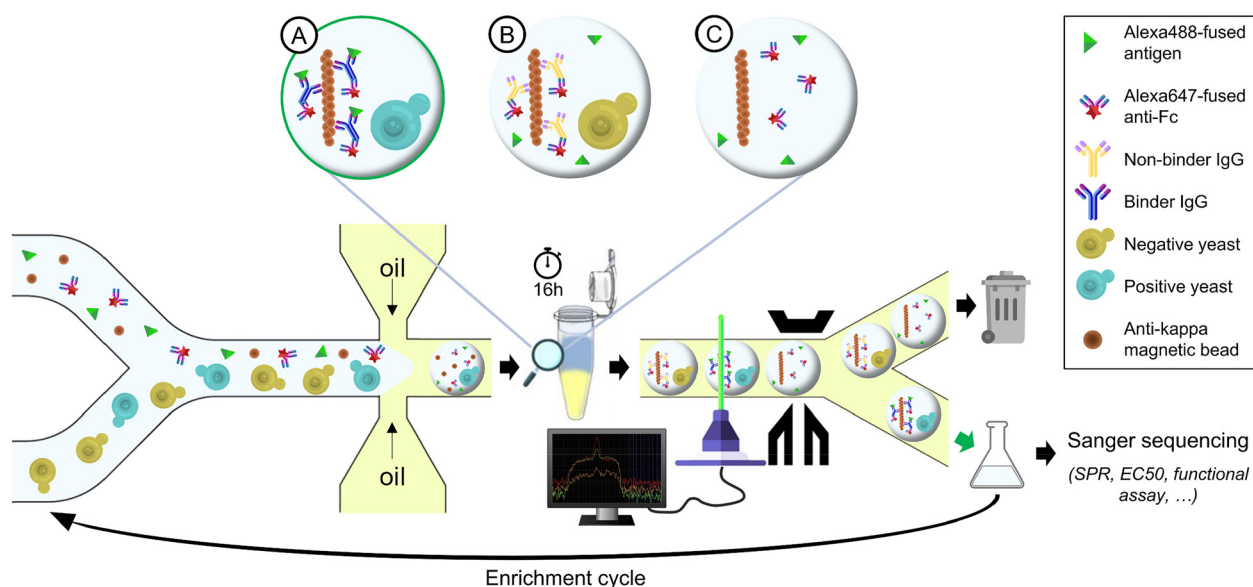 A
B
C
Alexa488-fused
antigen
Alexa647-fused
anti-Fc
Non-binder IgG
Binder IgG
Negative yeast
Positive yeast
Anti-kappa
magnetic bead
oil
16h
oil
Sanger sequencing
(SPR, EC50, functional
assay, …)
Enrichment cycle